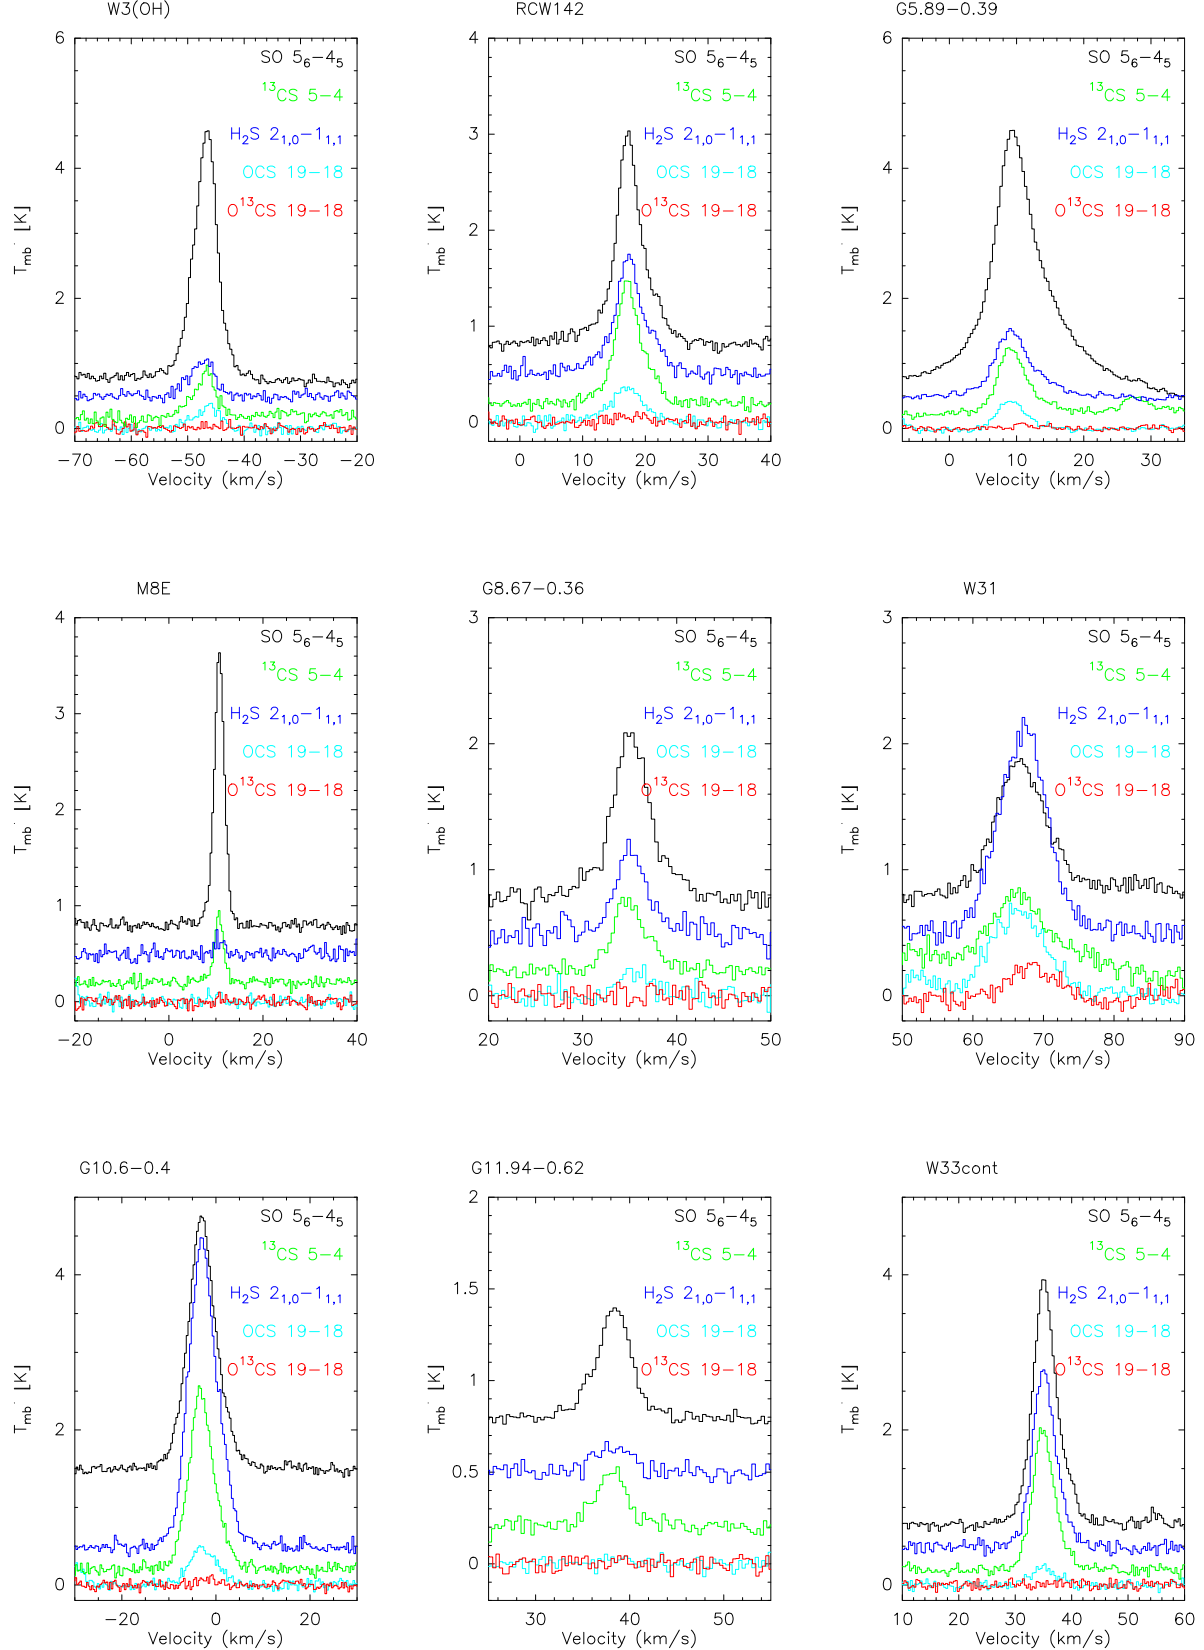 W3(OH)
6
4
2
0
T_mb [K]
SO 5_6−4_5
^13CS 5−4
H_2S 2_1,0−1_1,1
OCS 19−18
O^13CS 19−18
−70 −60 −50 −40 −30 −20
Velocity (km/s)
RCW142
4
3
2
1
0
T_mb [K]
SO 5_6−4_5
^13CS 5−4
H_2S 2_1,0−1_1,1
OCS 19−18
O^13CS 19−18
0 10 20 30 40
Velocity (km/s)
G5.89−0.39
6
4
2
0
T_mb [K]
SO 5_6−4_5
^13CS 5−4
H_2S 2_1,0−1_1,1
OCS 19−18
O^13CS 19−18
0 10 20 30
Velocity (km/s)
M8E
4
3
2
1
0
T_mb [K]
SO 5_6−4_5
^13CS 5−4
H_2S 2_1,0−1_1,1
OCS 19−18
O^13CS 19−18
−20 0 20 40
Velocity (km/s)
G8.67−0.36
3
2
1
0
T_mb [K]
SO 5_6−4_5
^13CS 5−4
H_2S 2_1,0−1_1,1
OCS 19−18
O^13CS 19−18
20 30 40 50
Velocity (km/s)
W31
3
2
1
0
T_mb [K]
SO 5_6−4_5
^13CS 5−4
H_2S 2_1,0−1_1,1
OCS 19−18
O^13CS 19−18
50 60 70 80 90
Velocity (km/s)
G10.6−0.4
4
2
0
T_mb [K]
SO 5_6−4_5
^13CS 5−4
H_2S 2_1,0−1_1,1
OCS 19−18
O^13CS 19−18
−20 0 20
Velocity (km/s)
G11.94−0.62
2
1.5
1
0.5
0
T_mb [K]
SO 5_6−4_5
^13CS 5−4
H_2S 2_1,0−1_1,1
OCS 19−18
O^13CS 19−18
30 40 50
Velocity (km/s)
W33cont
4
2
0
T_mb [K]
SO 5_6−4_5
^13CS 5−4
H_2S 2_1,0−1_1,1
OCS 19−18
O^13CS 19−18
10 20 30 40 50 60
Velocity (km/s)